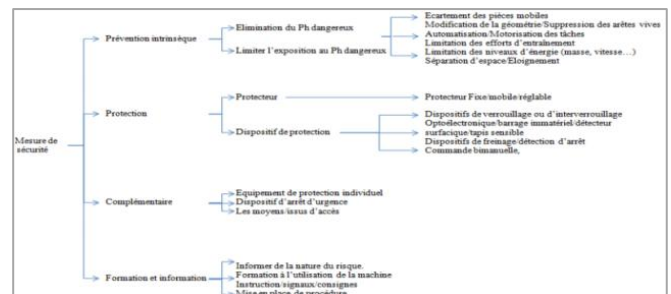 Mesure de
sécurité
Prévention intrinsèque
Elimination du Ph dangereux
Limiter l'exposition au Ph dangereux
Ecartement des pièces mobiles
Modification de la géométrie/Suppression des arêtes vives
Automatisation/Motorisation des tâches
Limitation des efforts d'entraînement
Limitation des niveaux d'énergie (masse, vitesse…)
Séparation d'espace/Eloignement
Protection
Protecteur
Protecteur Fixe/mobile/réglable
Dispositif de protection
Dispositifs de verrouillage ou d'interverrouillage
Optoélectronique/barrage immatériel/détecteur
surfacique/tapis sensible
Dispositifs de freinage/détection d'arrêt
Commande bimanuelle,
Complémentaire
Equipement de protection individuel
Dispositif d'arrêt d'urgence
Les moyens/issus d'accès
Formation et information
Informer de la nature du risque.
Formation à l'utilisation de la machine
Instruction/signaux/consignes
Mise en place de procédure